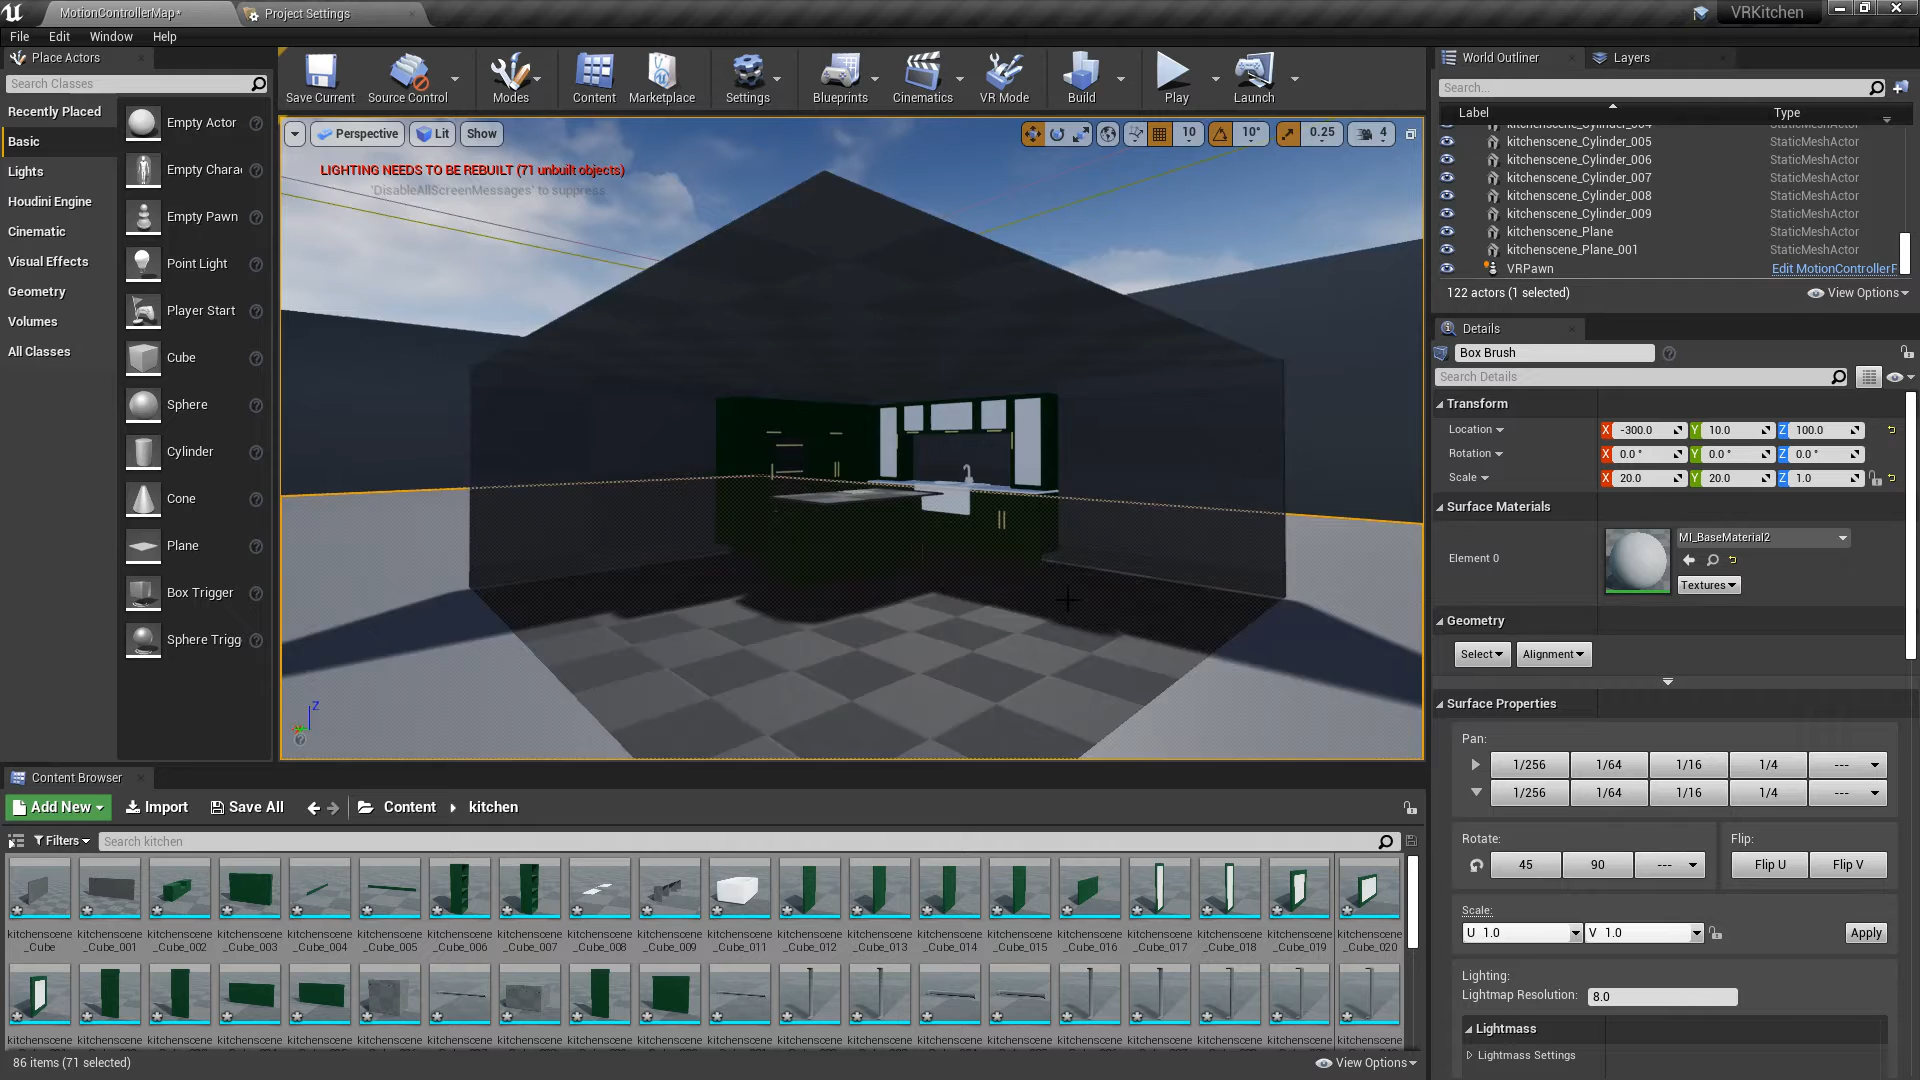 MotionControllerMap*
Project Settings
VRKitchen
File Edit Window Help
Place Actors
Search Classes
Recently Placed
Basic
Lights
Houdini Engine
Cinematic
Visual Effects
Geometry
Volumes
All Classes
Empty Actor
Empty Chara
Empty Pawn
Point Light
Player Start
Cube
Sphere
Cylinder
Cone
Plane
Box Trigger
Sphere Trigg
Save Current Source Control Modes Content Marketplace Settings Blueprints Cinematics VR Mode Build Play Launch
Perspective Lit Show
10 10° 0.25 4
LIGHTING NEEDS TO BE REBUILT (71 unbuilt objects)
'DisableAllScreenMessages' to suppress
Z
World Outliner Layers
Search...
Label Type
kitchenscene_Cylinder_004 StaticMeshActor
kitchenscene_Cylinder_005 StaticMeshActor
kitchenscene_Cylinder_006 StaticMeshActor
kitchenscene_Cylinder_007 StaticMeshActor
kitchenscene_Cylinder_008 StaticMeshActor
kitchenscene_Cylinder_009 StaticMeshActor
kitchenscene_Plane StaticMeshActor
kitchenscene_Plane_001 StaticMeshActor
VRPawn Edit MotionControllerP
122 actors (1 selected) View Options
Details
Box Brush
Search Details
Transform
Location X -300.0 Y 10.0 Z 100.0
Rotation X 0.0 ° Y 0.0 ° Z 0.0 °
Scale X 20.0 Y 20.0 Z 1.0
Surface Materials
Element 0
MI_BaseMaterial2
Textures
Geometry
Select Alignment
Surface Properties
Pan:
1/256 1/64 1/16 1/4 ---
1/256 1/64 1/16 1/4 ---
Rotate: Flip:
45 90 --- Flip U Flip V
Scale:
U 1.0 V 1.0 Apply
Lighting:
Lightmap Resolution: 8.0
Lightmass
Lightmass Settings
Content Browser
Add New Import Save All Content kitchen
Filters Search kitchen
kitchenscene kitchenscene kitchenscene kitchenscene kitchenscene kitchenscene kitchenscene kitchenscene kitchenscene kitchenscene kitchenscene kitchenscene kitchenscene kitchenscene kitchenscene kitchenscene kitchenscene kitchenscene kitchenscene kitchenscene
_Cube _Cube_001 _Cube_002 _Cube_003 _Cube_004 _Cube_005 _Cube_006 _Cube_007 _Cube_008 _Cube_009 _Cube_011 _Cube_012 _Cube_013 _Cube_014 _Cube_015 _Cube_016 _Cube_017 _Cube_018 _Cube_019 _Cube_020
kitchenscene kitchenscene kitchenscene kitchenscene kitchenscene kitchenscene kitchenscene kitchenscene kitchenscene kitchenscene kitchenscene kitchenscene kitchenscene kitchenscene kitchenscene kitchenscene kitchenscene kitchenscene kitchenscene kitchenscene
86 items (71 selected) View Options